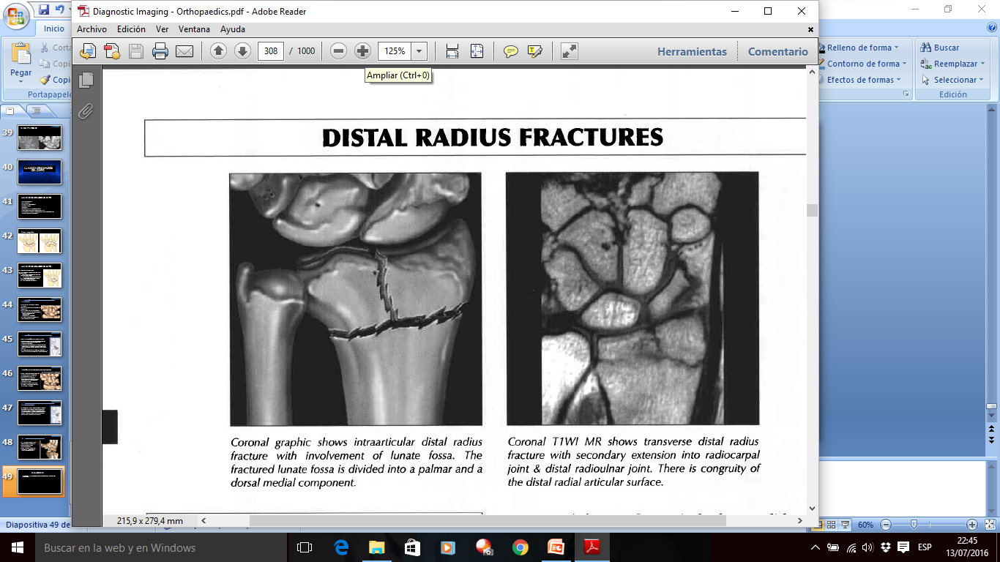 Diagnostic Imaging - Orthopaedics.pdf - Adobe Reader
Inicio
Archivo Edición Ver Ventana Ayuda
308 / 1000
125%
Herramientas
Comentario
Ampliar (Ctrl+0)
Pegar
Corta
Copia
Copi
Portapapele
Relleno de forma
Contorno de forma
Efectos de formas
Buscar
Reemplazar
Seleccionar
Edición
39
40
41
42
43
44
45
46
47
48
49
DISTAL RADIUS FRACTURES
Coronal graphic shows intraarticular distal radius
fracture with involvement of lunate fossa. The
fractured lunate fossa is divided into a palmar and a
dorsal medial component.
Coronal T1WI MR shows transverse distal radius
fracture with secondary extension into radiocarpal
joint & distal radioulnar joint. There is congruity of
the distal radial articular surface.
215,9 x 279,4 mm
Diapositiva 49 de
60%
Buscar en la web y en Windows
ESP
22:45
13/07/2016